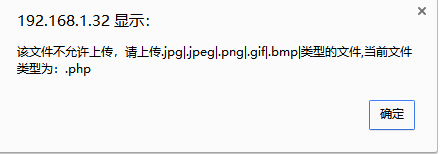 192.168.1.32 显示：
该文件不允许上传，请上传.jpg|.jpeg|.png|.gif|.bmp|类型的文件,当前文件
类型为：.php
确定